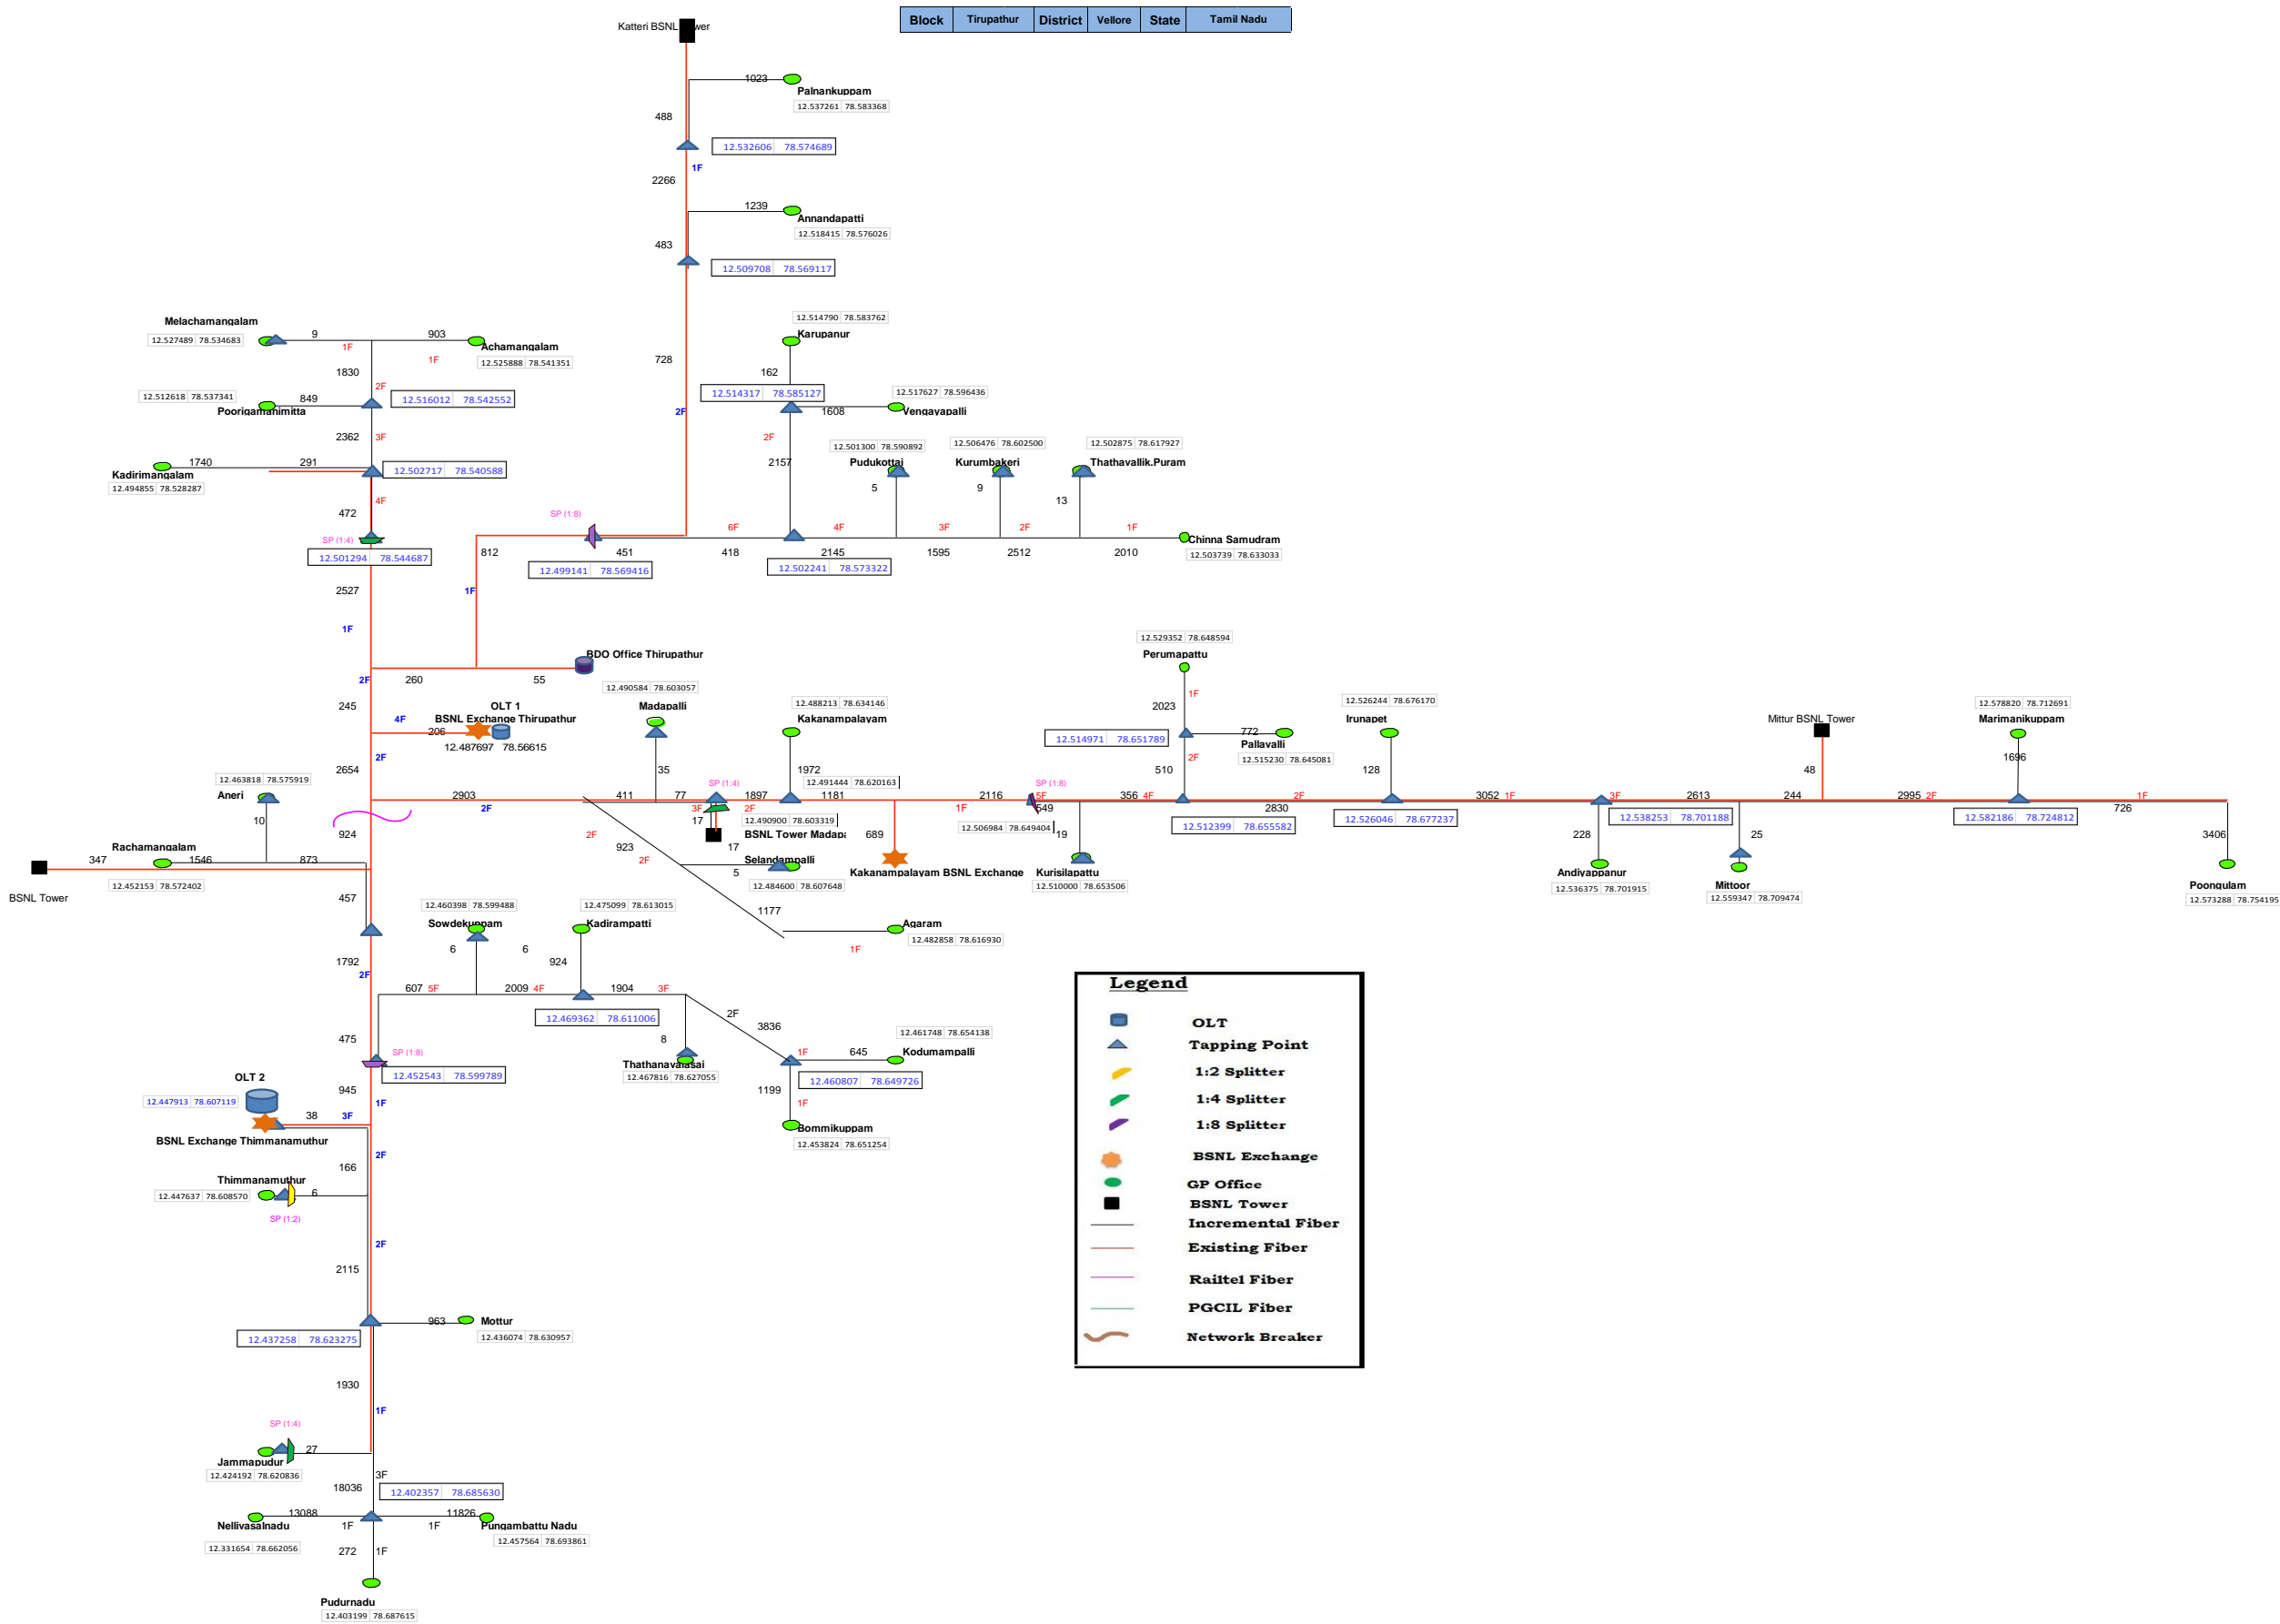 Block Tirupathur District Vellore State Tamil Nadu
Katteri BSNL
1023
Palnankuppam
12.537261 78.583368
488
12.532606 78.574689
1F
2266
1239
Annandapatti
12.518415 78.576026
483
12.509708 78.569117
Melachamangalam
12.527489 78.534683
9
903
1F
1F
Achamangalam
12.525888 78.541351
1830
2F
12.512618 78.537341
849
Poorigamanimitta
12.516012 78.542552
2362
3F
1740
291
Kadirimangalam
12.494855 78.528287
12.502717 78.540588
4F
472
SP (1:4)
12.501294 78.544687
2527
1F
728
2F
12.514790 78.583762
Karupanur
162
12.514317 78.585127
12.517627 78.596436
1608
Vengayapalli
2F
2157
12.501300 78.590892
Pudukottai
5
12.506476 78.602500
Kurumbakeri
9
12.502875 78.617927
Thathavallik.Puram
13
SP (1:8)
812
451
6F
418
4F
2145
3F
1595
2F
2512
1F
2010
Chinna Samudram
12.503739 78.633033
12.499141 78.569416
12.502241 78.573322
1F
BDO Office Thirupathur
2F
260
55
245
OLT 1
4F
BSNL Exchange Thirupathur
206
12.487697 78.56615
2F
2654
12.490584 78.603057
Madapalli
35
12.488213 78.634146
Kakanampalayam
1972
12.491444 78.620163
SP (1:4)
2903
2F
411
77
1897
1181
3F
2F
12.490900 78.603319
17
BSNL Tower Madapa
17
2116
1F
689
Kakanampalayam BSNL Exchange
SP (1:8)
5F
549
12.506984 78.649404
19
Kurisilapattu
12.510000 78.653506
356
4F
12.529352 78.648594
Perumapattu
1F
2023
12.514971 78.651789
772
Pallavalli
12.515230 78.645081
2F
510
2830
2F
12.512399 78.655582
12.526244 78.676170
Irunapet
128
12.526046 78.677237
3052
1F
3F
12.538253 78.701188
228
Andiyappanur
12.536375 78.701915
2613
244
25
Mittoor
12.559347 78.709474
Mittur BSNL Tower
48
2995
2F
12.578820 78.712691
Marimanikuppam
1696
12.582186 78.724812
1F
726
3406
Poongulam
12.573288 78.754195
2F
923
2F
Selandampalli
5
12.484600 78.607648
1177
Agaram
12.482858 78.616930
1F
12.463818 78.575919
Aneri
10
924
Rachamangalam
347
1546
873
12.452153 78.572402
BSNL Tower
457
1792
2F
12.460398 78.599488
Sowdekuppam
6
6
12.475099 78.613015
Kadirampatti
924
607
5F
2009
4F
1904
3F
12.469362 78.611006
2F
3836
8
Thathanavalasai
12.467816 78.627055
12.461748 78.654138
1F
645
Kodumampalli
12.460807 78.649726
1199
1F
Bommikuppam
12.453824 78.651254
475
SP (1:8)
12.452543 78.599789
OLT 2
945
1F
12.447913 78.607119
38
3F
BSNL Exchange Thimmanamuthur
2F
166
Thimmanamuthur
12.447637 78.608570
6
SP (1:2)
2F
2115
963
Mottur
12.436074 78.630957
12.437258 78.623275
1930
1F
SP (1:4)
27
Jammapudur
12.424192 78.620836
3F
18036
12.402357 78.685630
13088
11826
Nellivasalnadu
1F
1F
Pungambattu Nadu
12.457564 78.693861
12.331654 78.662056
272
1F
Pudurnadu
12.403199 78.687615
Legend
OLT
Tapping Point
1:2 Splitter
1:4 Splitter
1:8 Splitter
BSNL Exchange
GP Office
BSNL Tower
Incremental Fiber
Existing Fiber
Railtel Fiber
PGCIL Fiber
Network Breaker